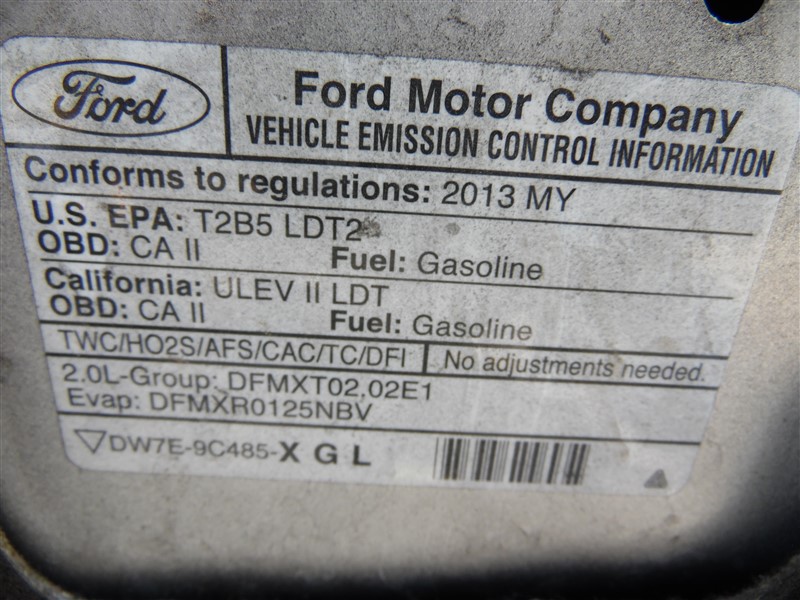 Ford
Ford Motor Company
VEHICLE EMISSION CONTROL INFORMATION
Conforms to regulations: 2013 MY
U.S. EPA: T2B5 LDT2
OBD: CA II Fuel: Gasoline
California: ULEV II LDT
OBD: CA II Fuel: Gasoline
TWC/HO2S/AFS/CAC/TC/DFI No adjustments needed.
2.0L-Group: DFMXT02.02E1
Evap: DFMXR0125NBV
DW7E-9C485-X G L